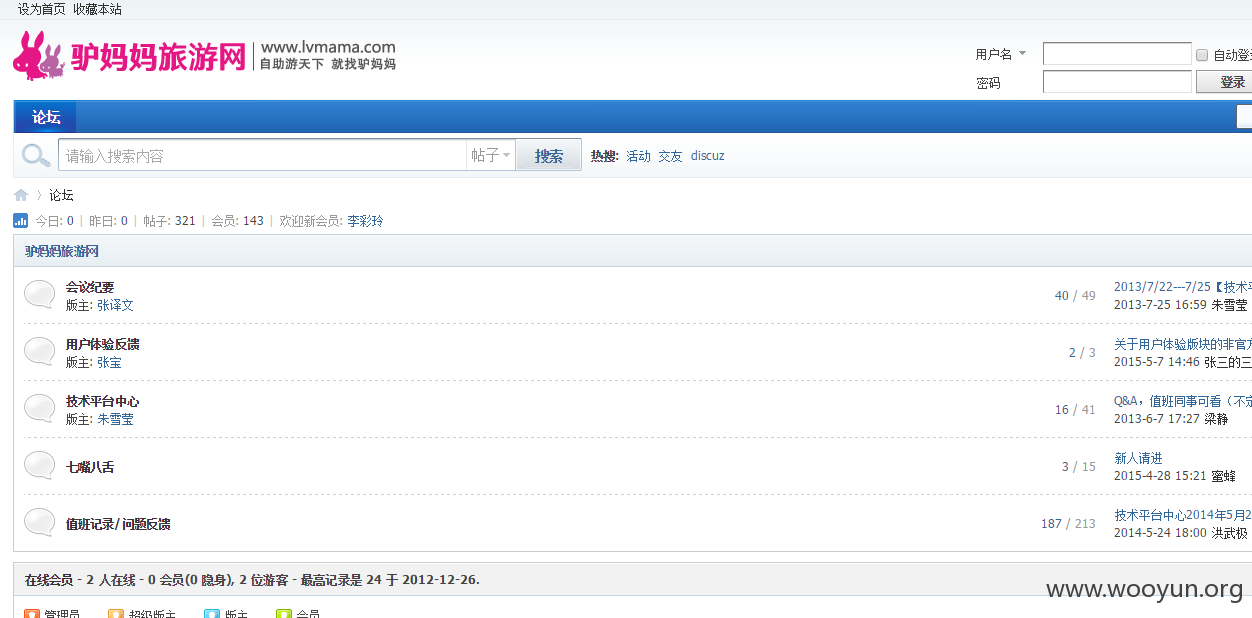 设为首页 收藏本站
驴妈妈旅游网 www.lvmama.com
自助游天下 就找驴妈妈
用户名 自动登
密码 登录
论坛
请输入搜索内容 帖子 搜索 热搜: 活动 交友 discuz
论坛
今日: 0 | 昨日: 0 | 帖子: 321 | 会员: 143 | 欢迎新会员: 李彩玲
驴妈妈旅游网
会议纪要
版主: 张译文
40 / 49
2013/7/22---7/25【技术平
2013-7-25 16:59 朱雪莹
用户体验反馈
版主: 张宝
2 / 3
关于用户体验版块的非官方
2015-5-7 14:46 张三的三
技术平台中心
版主: 朱雪莹
16 / 41
Q&A，值班同事可看（不定
2013-6-7 17:27 梁静
七嘴八舌
3 / 15
新人请进
2015-4-28 15:21 蜜蜂
值班记录/问题反馈
187 / 213
技术平台中心2014年5月2
2014-5-24 18:00 洪武极
在线会员 - 2 人在线 - 0 会员(0 隐身), 2 位游客 - 最高记录是 24 于 2012-12-26.
管理员 超级版主 版主 会员
www.wooyun.org